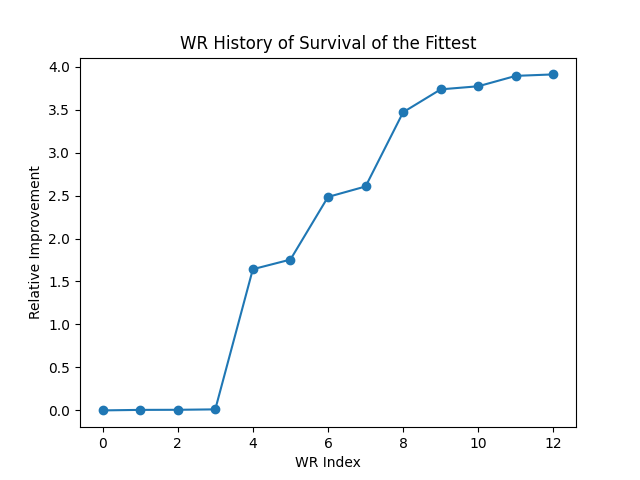 WR History of Survival of the Fittest
4.0
3.5
3.0
2.5
2.0
1.5
1.0
0.5
0.0
Relative Improvement
0 2 4 6 8 10 12
WR Index